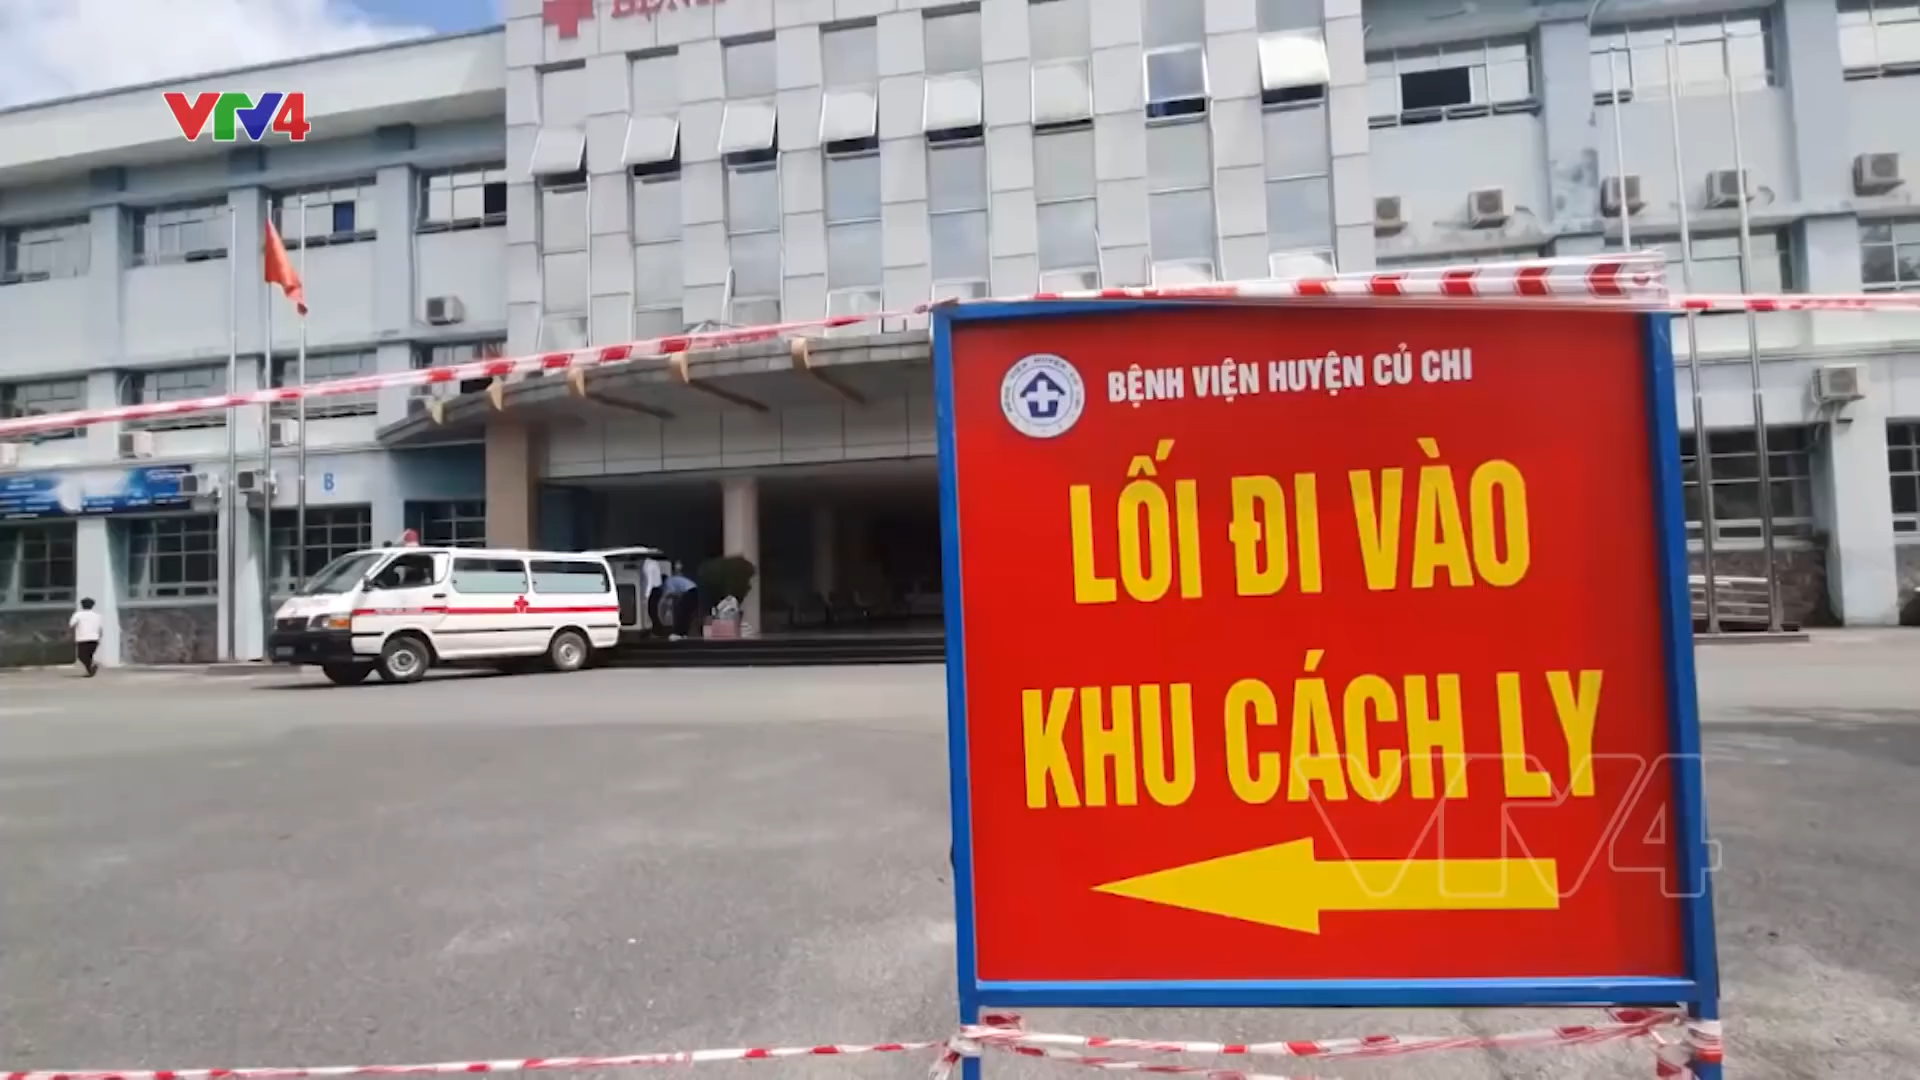 VTV4
B
BỆNH VIỆN HUYỆN CỦ CHI
LỐI ĐI VÀO
KHU CÁCH LY
VTV4